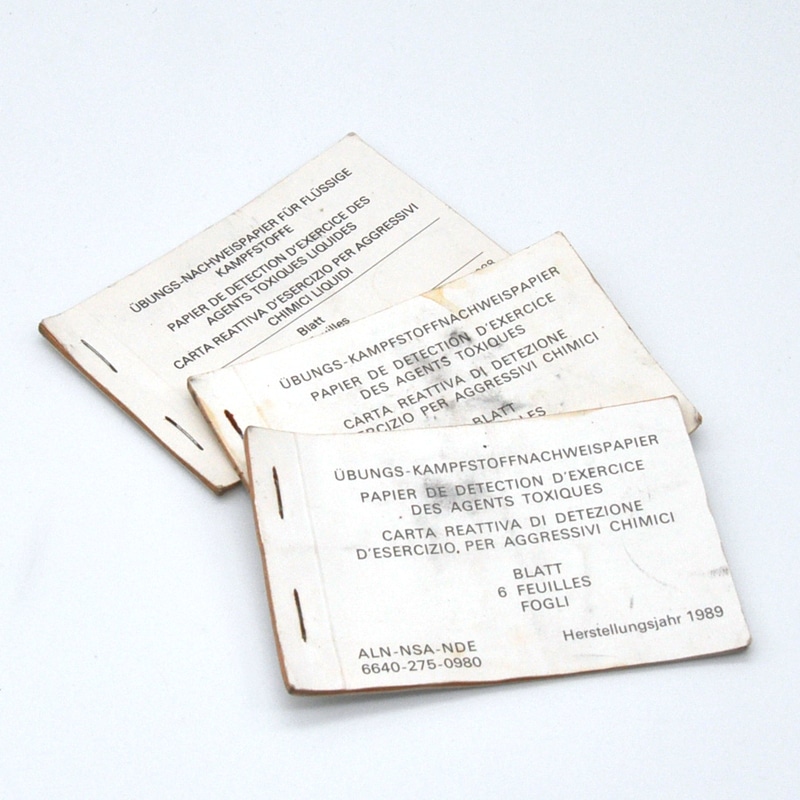 ÜBUNGS-NACHWEISPAPIER FÜR FLÜSSIGE
KAMPFSTOFFE
PAPIER DE DETECTION D'EXERCICE DES
AGENTS TOXIQUES LIQUIDES
CARTA REATTIVA D'ESERCIZIO PER AGGRESSIVI
CHIMICI LIQUIDI
Blatt
ÜBUNGS-KAMPFSTOFFNACHWEISPAPIER
PAPIER DE DETECTION D'EXERCICE
DES AGENTS TOXIQUES
CARTA REATTIVA DI DETEZIONE
PER AGGRESSIVI CHIMICI
BLATT
ÜBUNGS-KAMPFSTOFFNACHWEISPAPIER
PAPIER DE DETECTION D'EXERCICE
DES AGENTS TOXIQUES
CARTA REATTIVA DI DETEZIONE
D'ESERCIZIO, PER AGGRESSIVI CHIMICI
BLATT
6 FEUILLES
FOGLI
Herstellungsjahr 1989
ALN-NSA-NDE
6640-275-0980